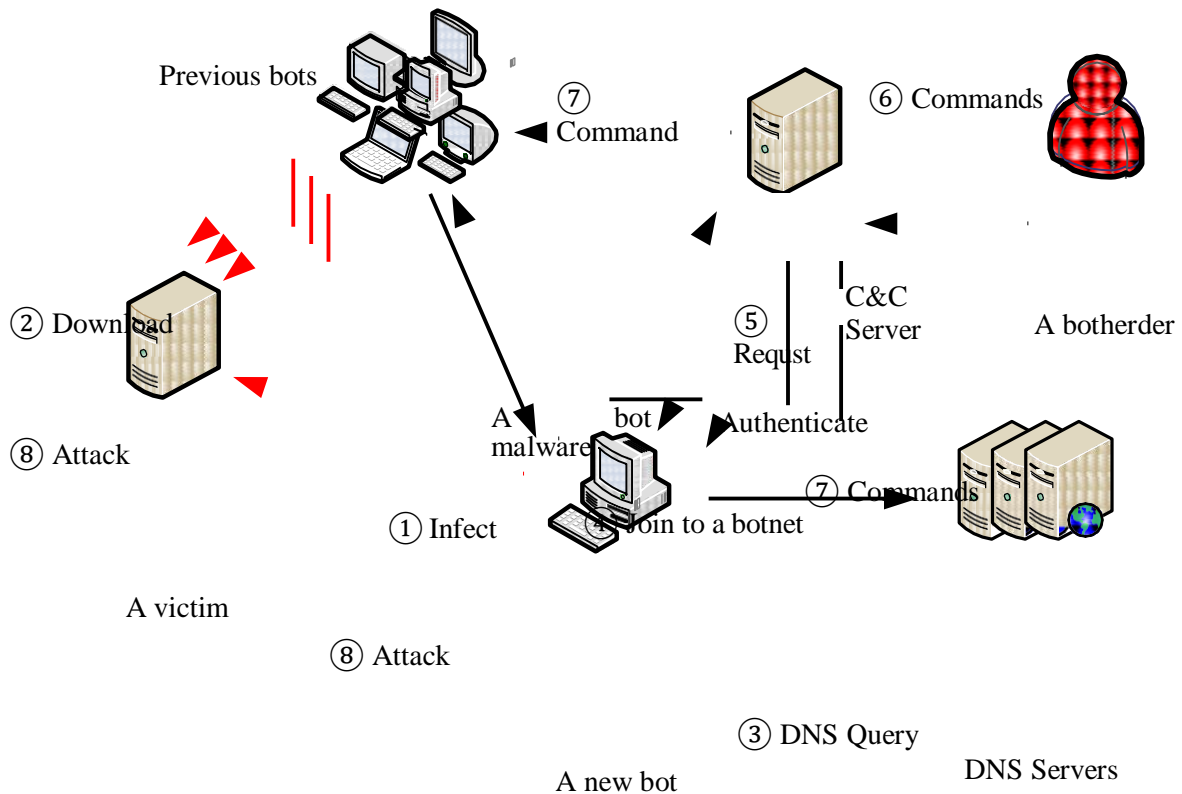 Previous bots
⑦
Command
⑥ Commands
② Download
⑤
Requst
C&C
Server
A botherder
A bot
malware
Authenticate
⑧ Attack
⑦ Commands
① Infect
④ Join to a botnet
A victim
⑧ Attack
③ DNS Query
A new bot
DNS Servers